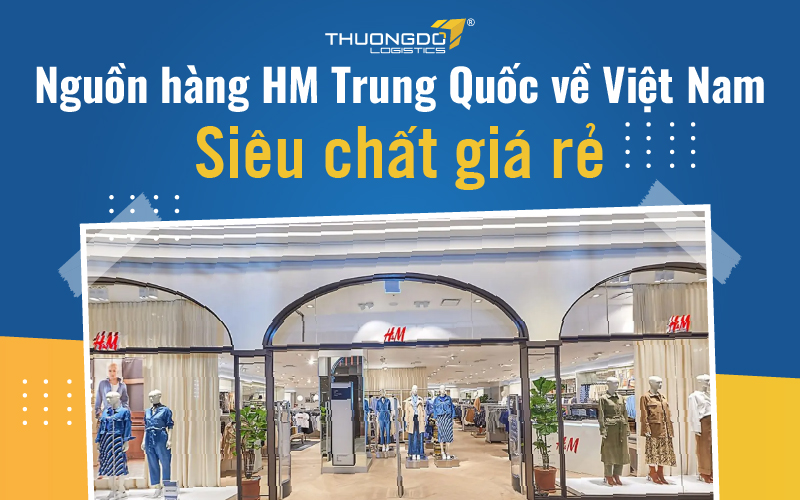 THUONGDO ®
LOGISTICS
Nguồn hàng HM Trung Quốc về Việt Nam
Siêu chất giá rẻ
H&M
H&M
H&M
H&M